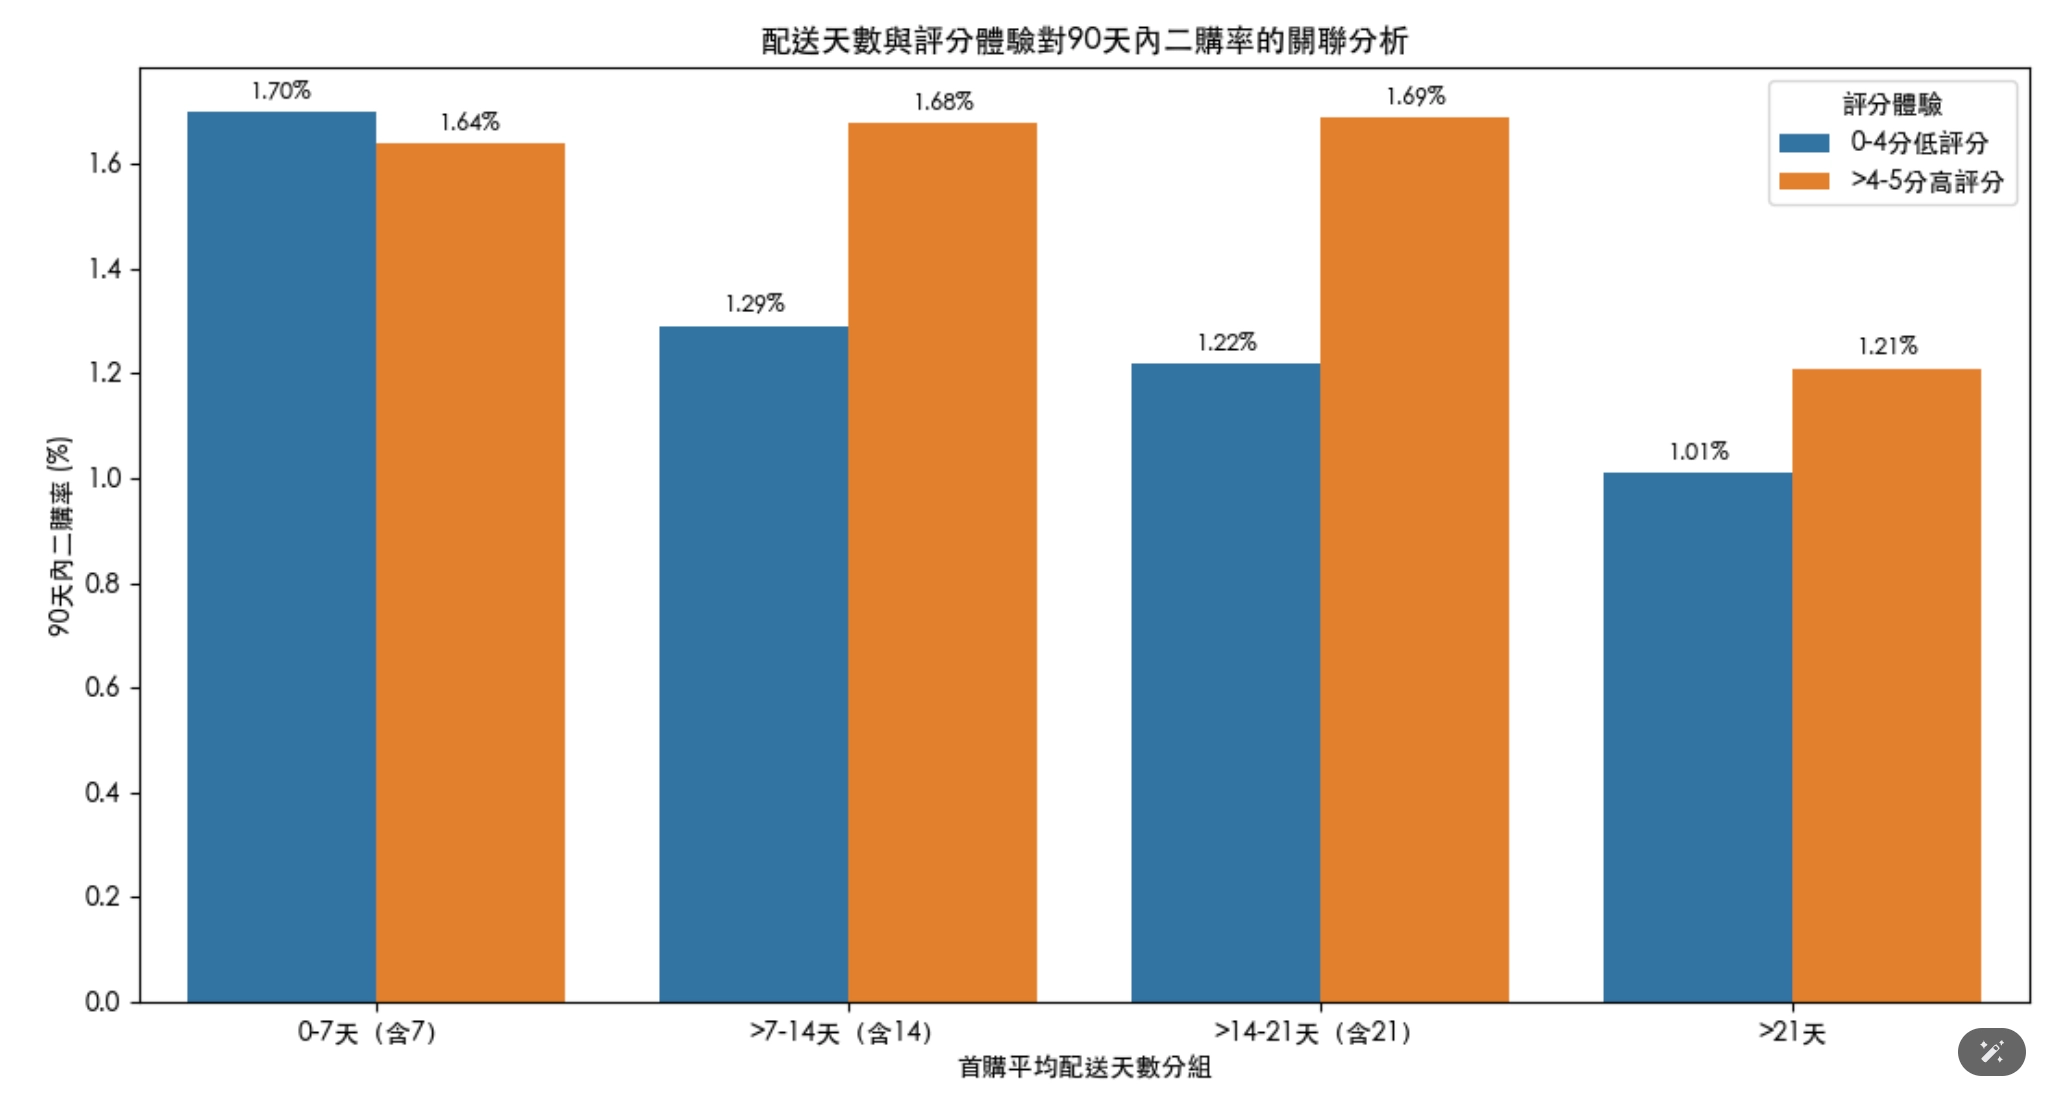 配送天數與評分體驗對90天內二購率的關聯分析
評分體驗
0-4分低評分
>4-5分高評分
1.70%
1.64%
1.29%
1.68%
1.22%
1.69%
1.01%
1.21%
90天內二購率 (%)
1.6
1.4
1.2
1.0
0.8
0.6
0.4
0.2
0.0
0-7天（含7）
>7-14天（含14）
>14-21天（含21）
>21天
首購平均配送天數分組